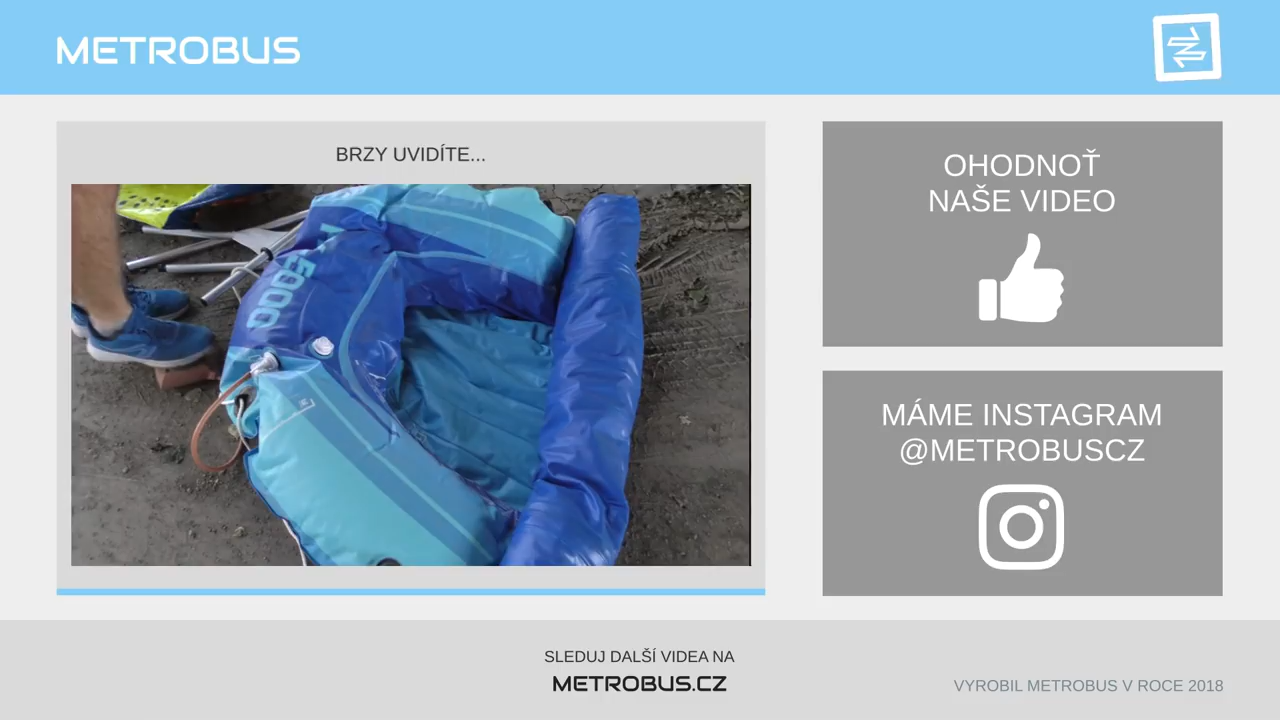 METROBUS
BRZY UVIDÍTE...
5000
OHODNOŤ
NAŠE VIDEO
MÁME INSTAGRAM
@METROBUSCZ
SLEDUJ DALŠÍ VIDEA NA
METROBUS.CZ
VYROBIL METROBUS V ROCE 2018